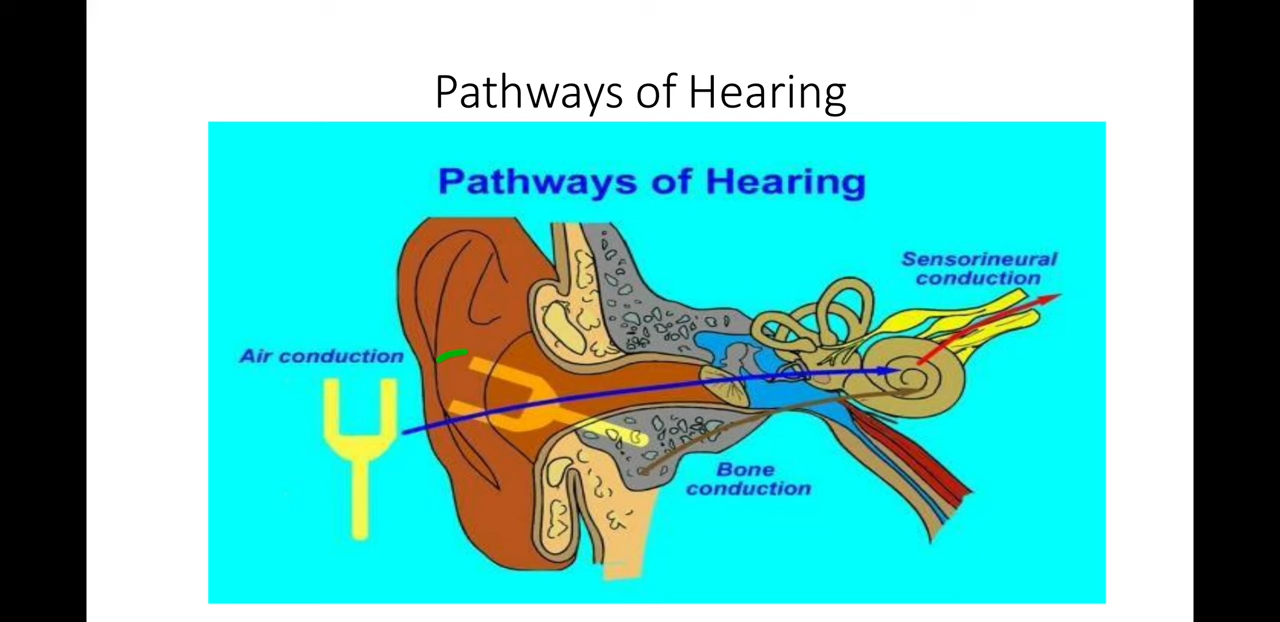 Pathways of Hearing
Pathways of Hearing
Sensorineural
conduction
Air conduction
Bone
conduction